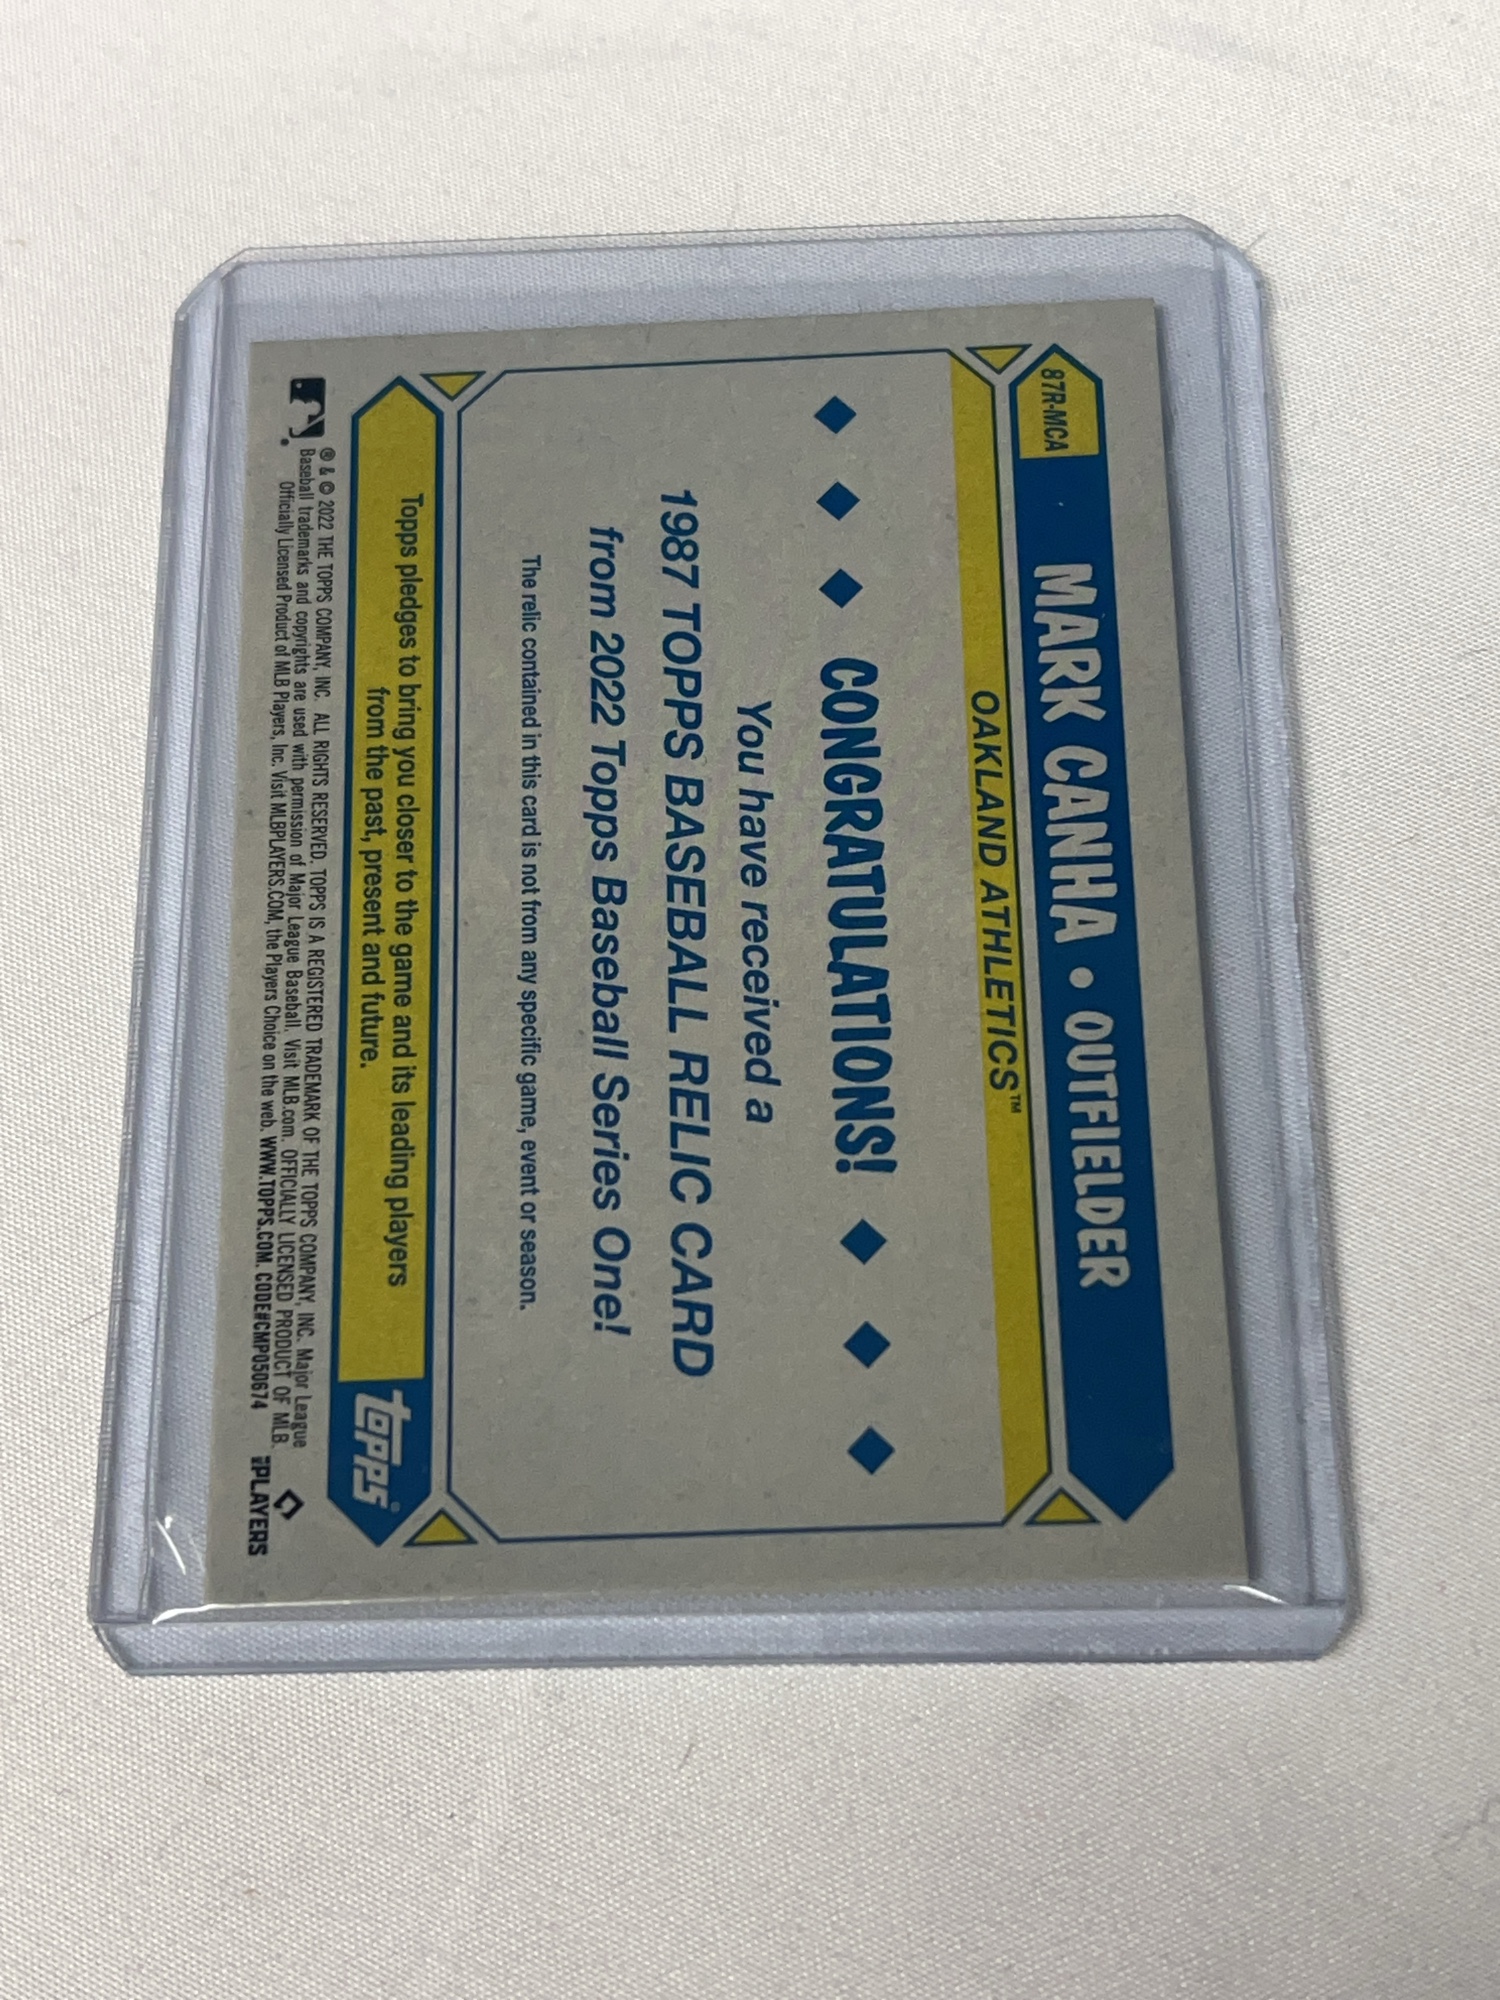 87R-MCA
MARK CANHA • OUTFIELDER
OAKLAND ATHLETICS™
CONGRATULATIONS!
You have received a
1987 TOPPS BASEBALL RELIC CARD
from 2022 Topps Baseball Series One!
The relic contained in this card is not from any specific game, event or season.
Topps pledges to bring you closer to the game and its leading players
from the past, present and future.
topps®
® & © 2022 THE TOPPS COMPANY, INC. ALL RIGHTS RESERVED. TOPPS IS A REGISTERED TRADEMARK OF THE TOPPS COMPANY, INC. Major League
Baseball trademarks and copyrights are used with permission of Major League Baseball. Visit MLB.com. OFFICIALLY LICENSED PRODUCT OF MLB
Officially Licensed Product of MLB Players, Inc. Visit MLBPLAYERS.COM, the Players Choice on the web. WWW.TOPPS.COM. CODE#CMP050674
PLAYERS